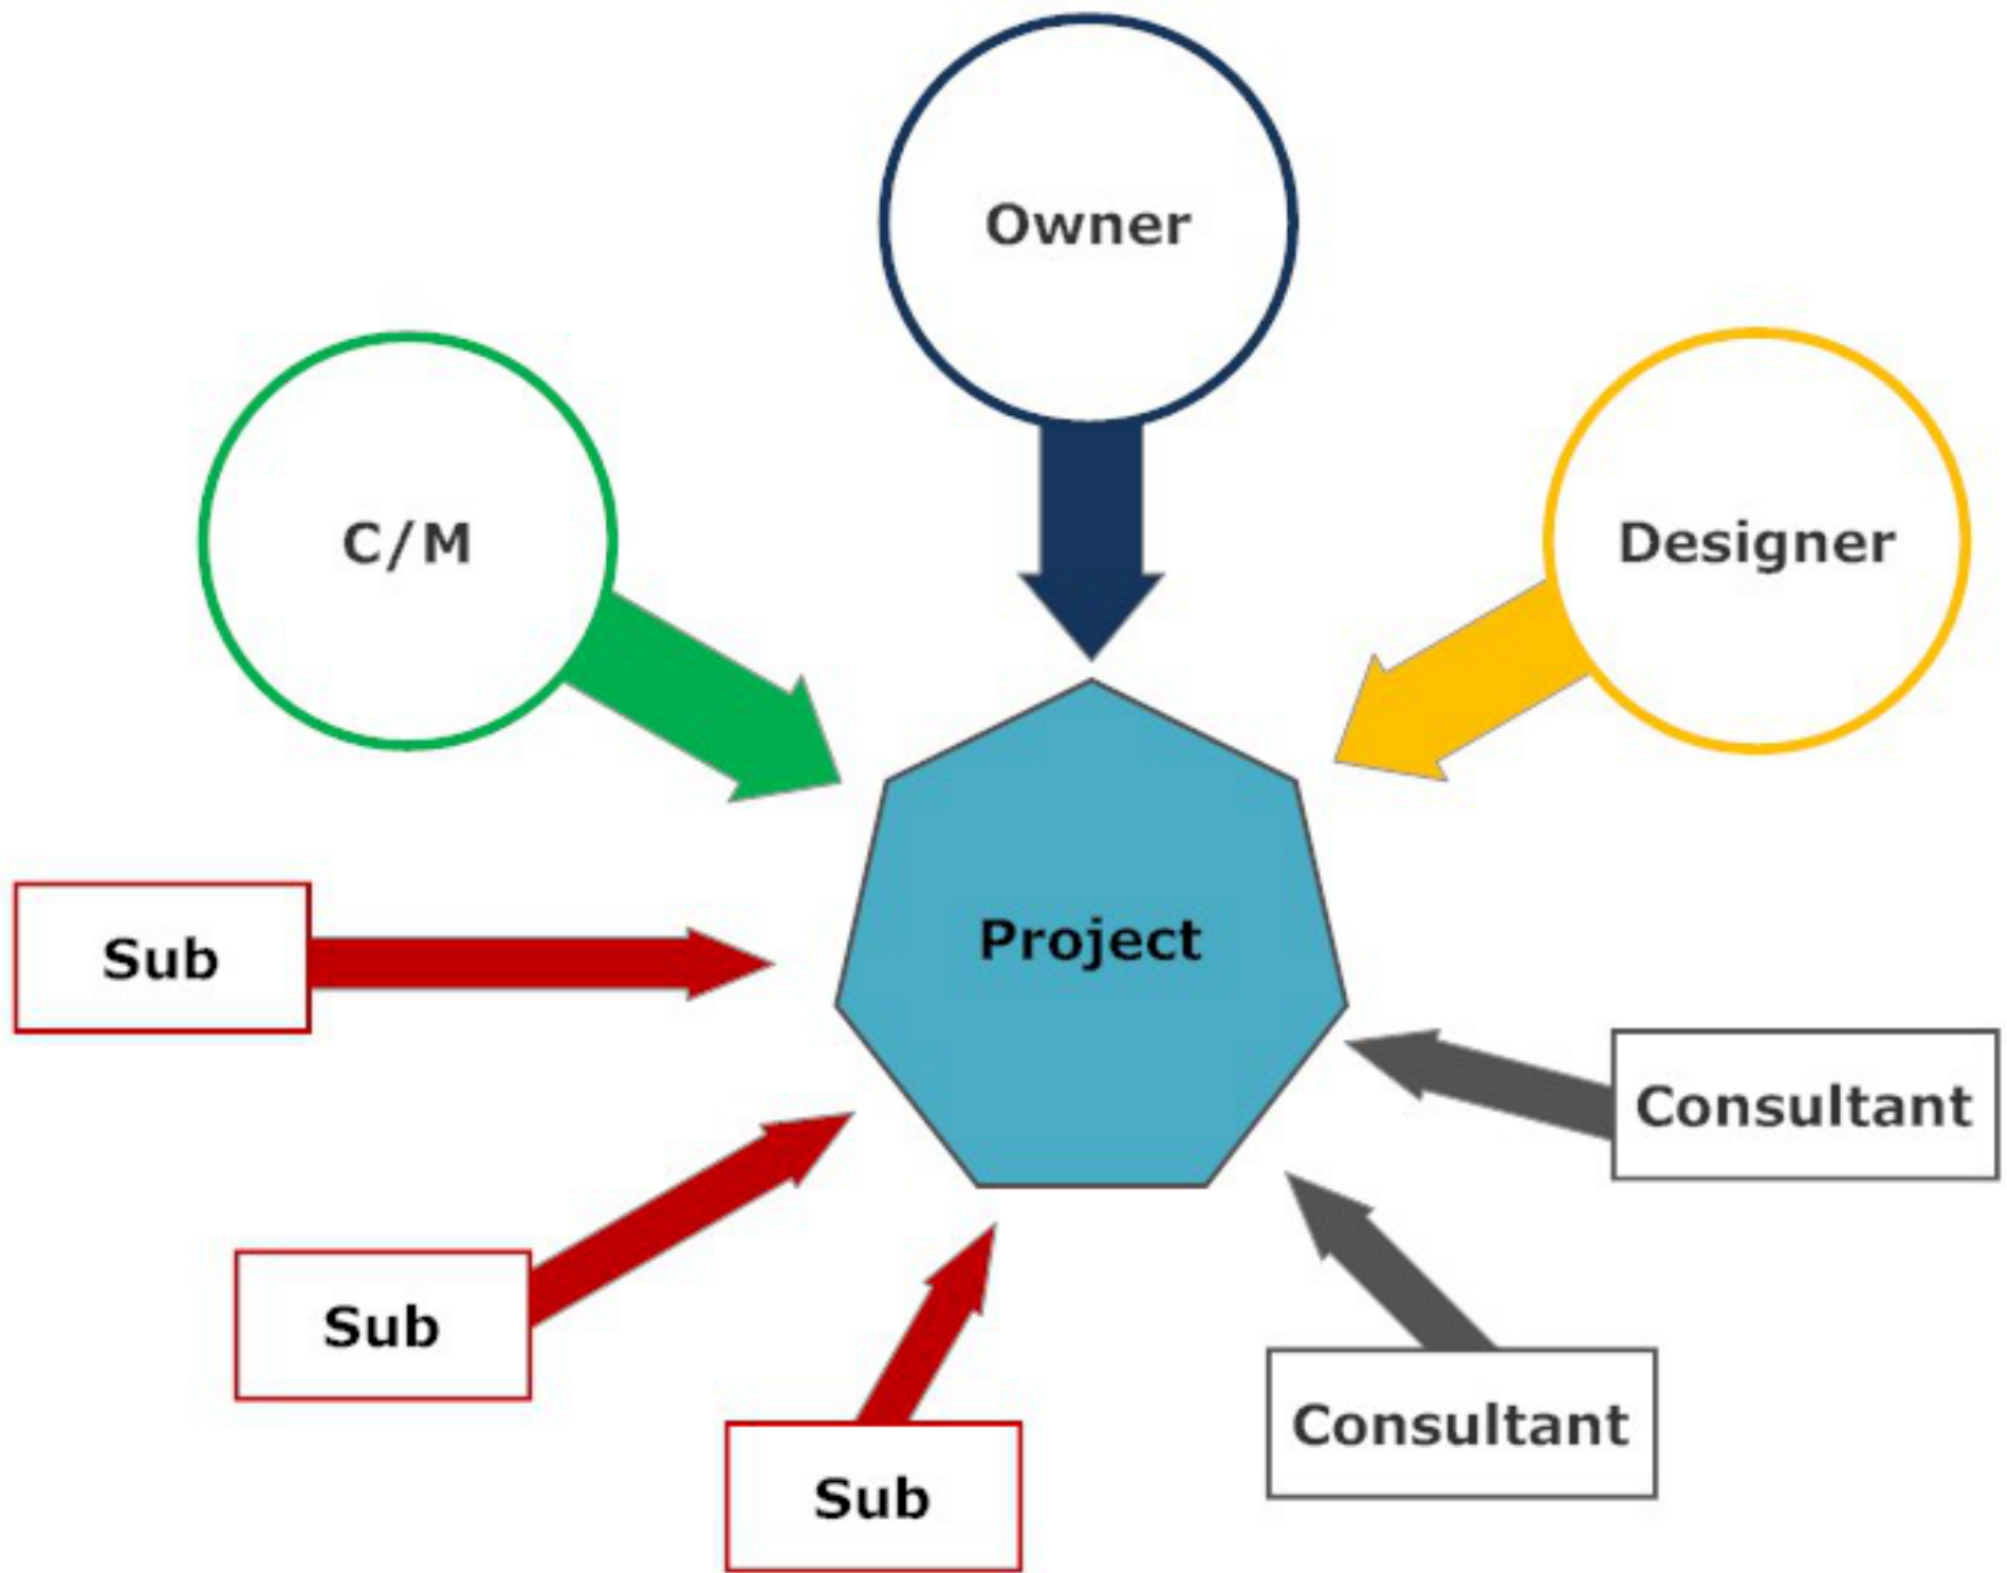 Owner
C/M
Designer
Project
Sub
Consultant
Sub
Consultant
Sub